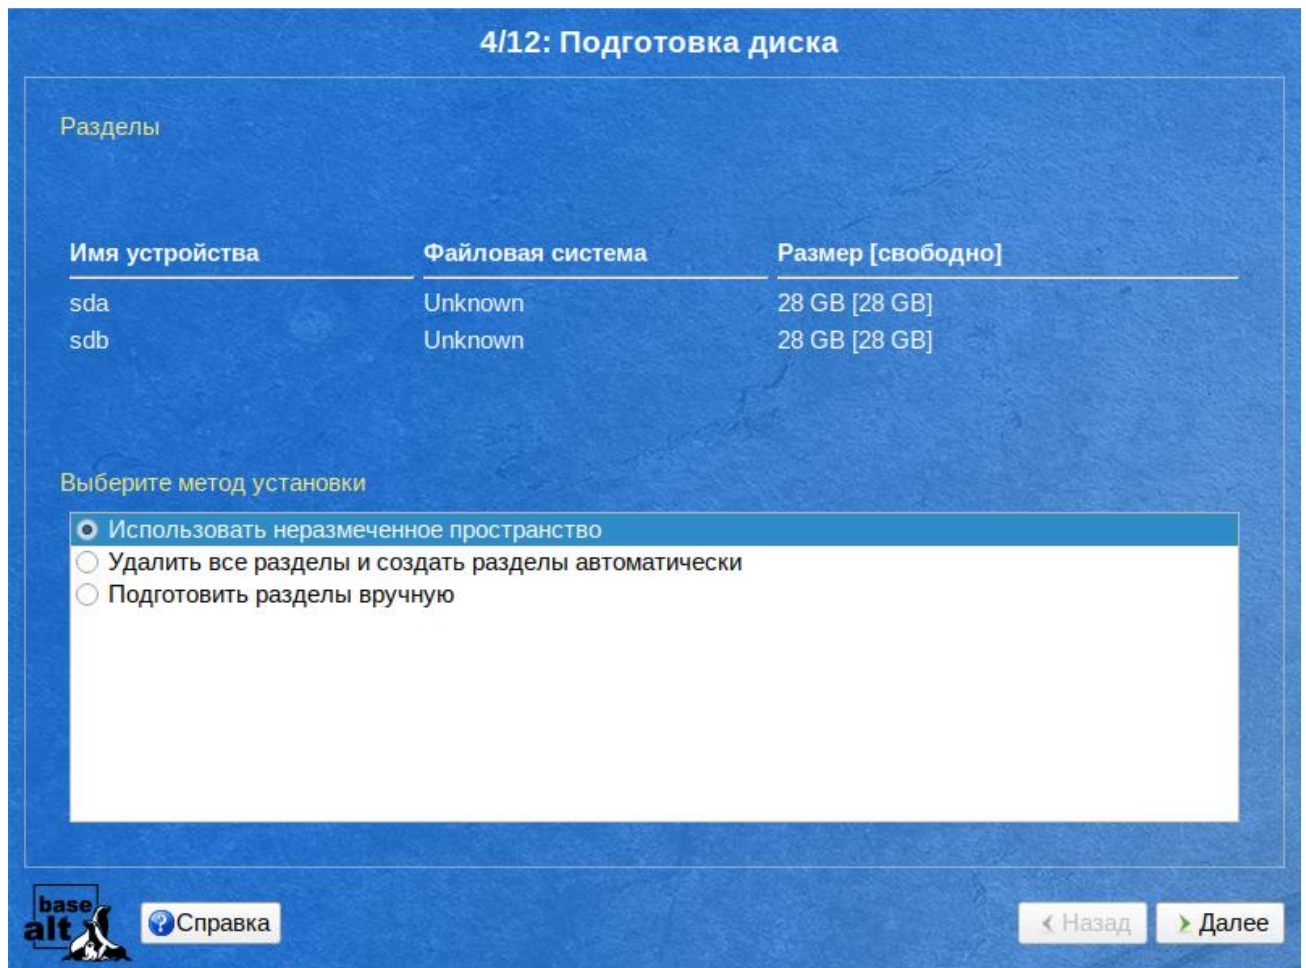 4/12: Подготовка диска
Разделы
Имя устройства Файловая система Размер [свободно]
sda Unknown 28 GB [28 GB]
sdb Unknown 28 GB [28 GB]
Выберите метод установки
Использовать неразмеченное пространство
Удалить все разделы и создать разделы автоматически
Подготовить разделы вручную
base
alt
Справка Назад Далее